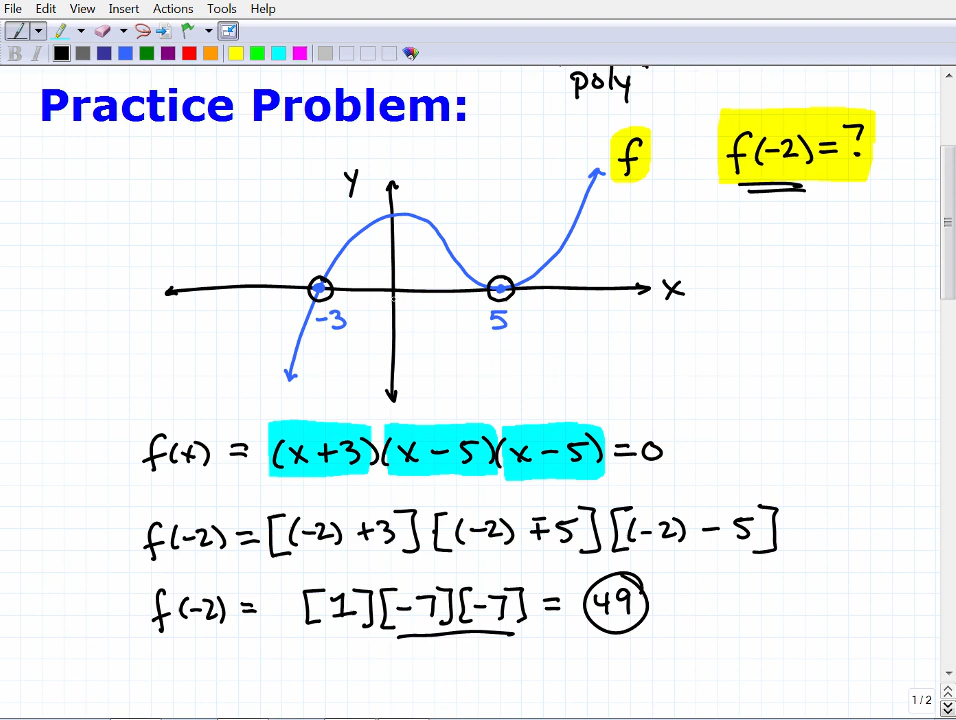 File Edit View Insert Actions Tools Help
B I
poly
Practice Problem:
f
f(-2)=?
y
x
-3
5
f(x) = (x+3)(x-5)(x-5)=0
f(-2)=[(-2)+3][(-2)∓5][(-2)-5]
f(-2)= [1][-7][-7] = 49
1 / 2